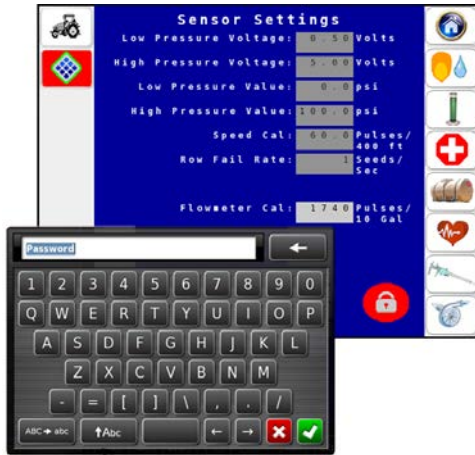 Sensor Settings
Low Pressure Voltage: 0.50 Volts
High Pressure Voltage: 5.00 Volts
Low Pressure Value: 0.0 psi
High Pressure Value: 100.0 psi
Speed Cal: 60.0 Pulses/
400 ft
Row Fail Rate: 1 Seeds/
Sec
Flowmeter Cal: 1740 Pulses/
10 Gal
Password
1 2 3 4 5 6 7 8 9 0
Q W E R T Y U I O P
A S D F G H J K L
Z X C V B N M
- = [ ] \ , . /
ABC → abc ↑Abc ← →